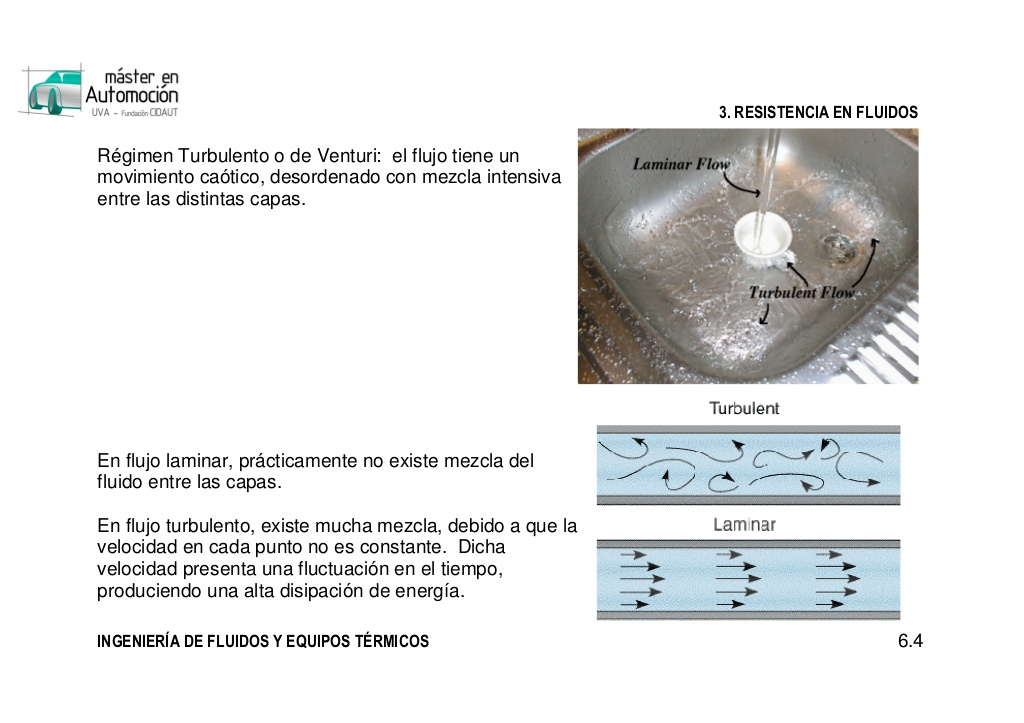 máster en
Automoción
UVA – Fundación CIDAUT
3. RESISTENCIA EN FLUIDOS
Régimen Turbulento o de Venturi: el flujo tiene un
movimiento caótico, desordenado con mezcla intensiva
entre las distintas capas.
Laminar Flow
Turbulent Flow
Turbulent
En flujo laminar, prácticamente no existe mezcla del
fluido entre las capas.
En flujo turbulento, existe mucha mezcla, debido a que la
velocidad en cada punto no es constante. Dicha
velocidad presenta una fluctuación en el tiempo,
produciendo una alta disipación de energía.
Laminar
INGENIERÍA DE FLUIDOS Y EQUIPOS TÉRMICOS
6.4